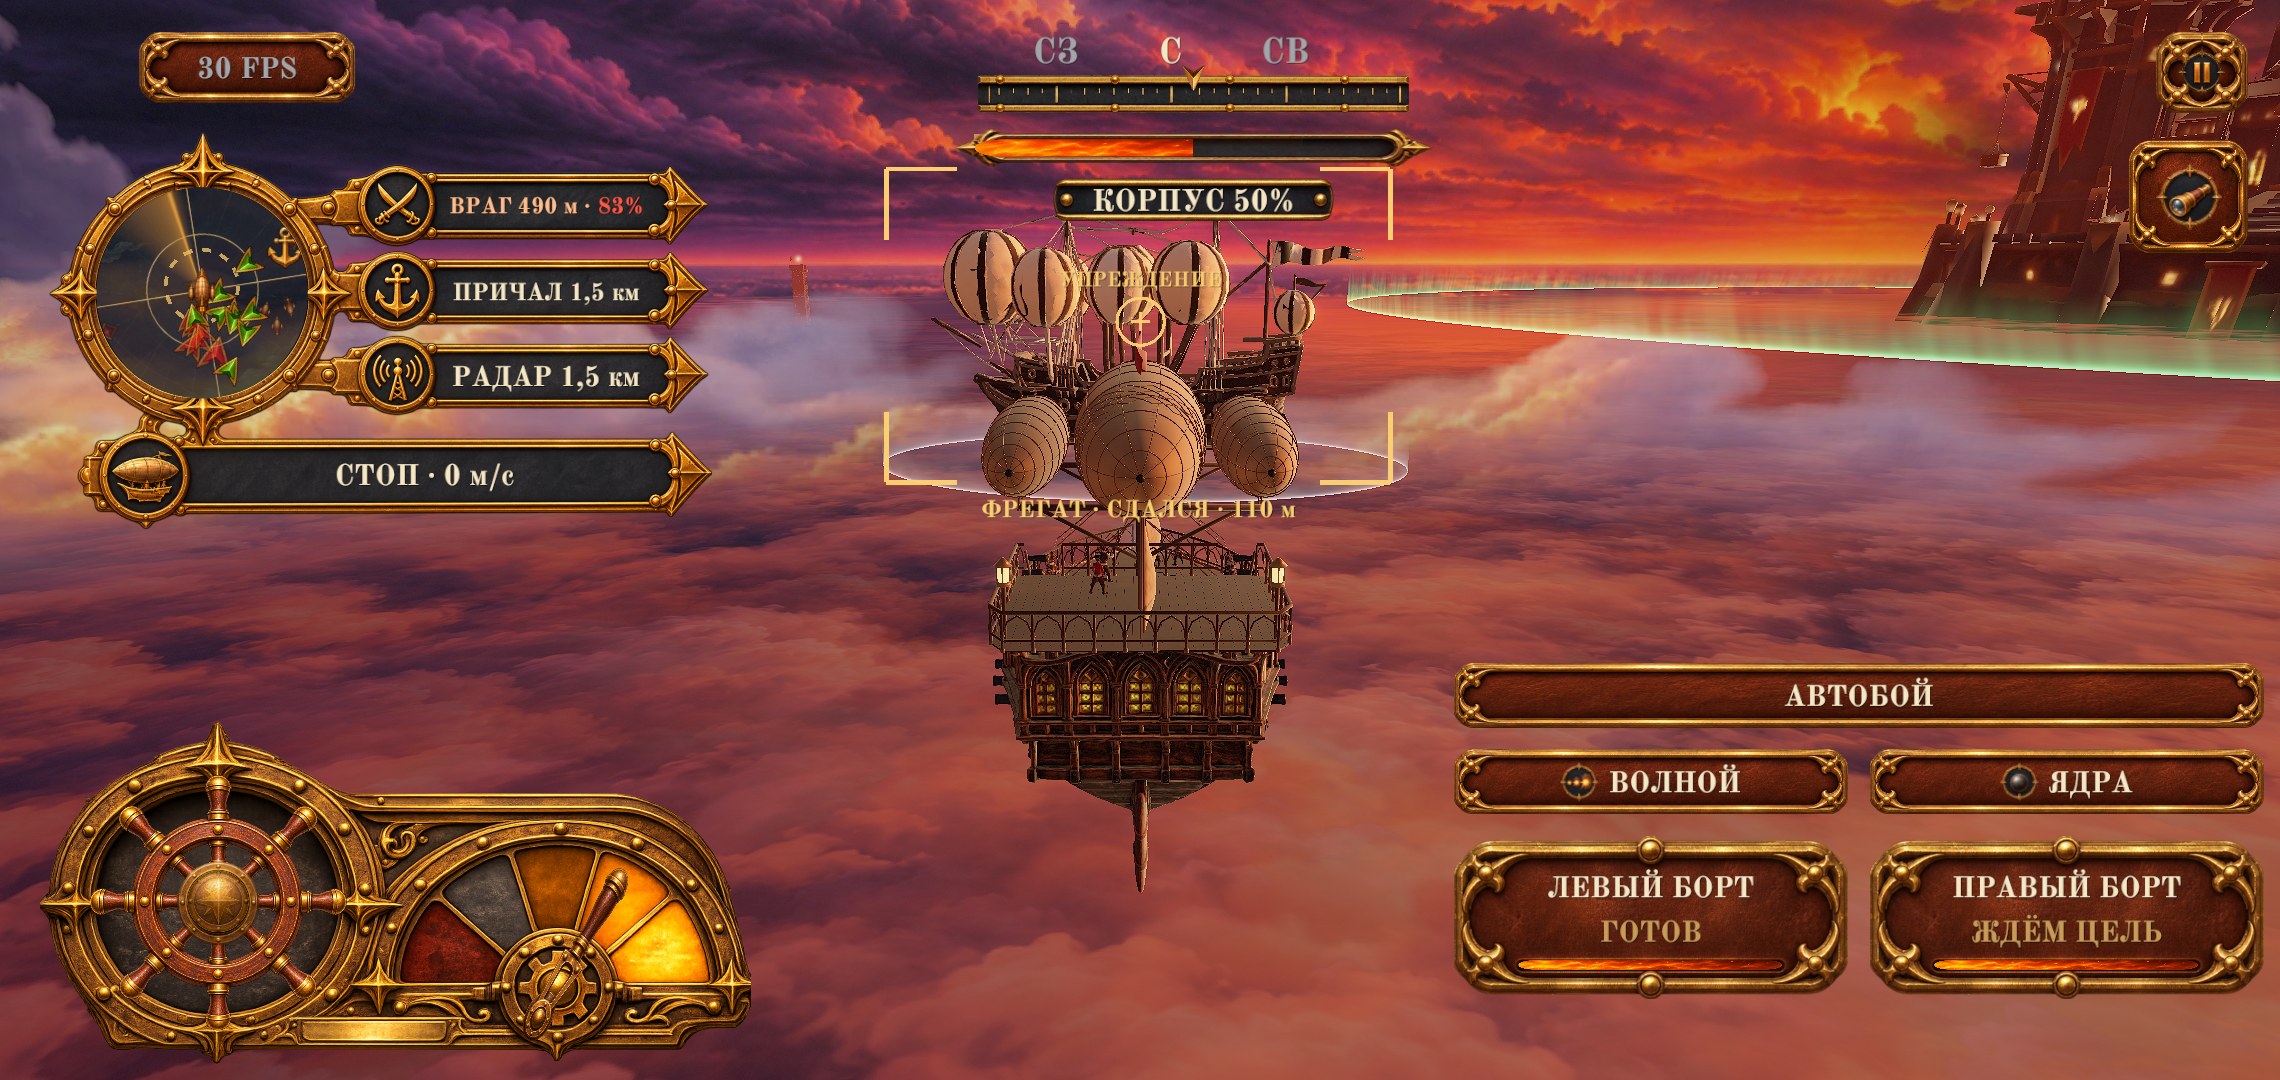 30 FPS
СЗ С СВ
КОРПУС 50%
ВРАГ 490 м · 83%
ПРИЧАЛ 1,5 км
РАДАР 1,5 км
СТОП · 0 м/с
УПРЕЖДЕНИЕ
ФРЕГАТ · СДАЛСЯ · 110 м
АВТОБОЙ
ВОЛНОЙ
ЯДРА
ЛЕВЫЙ БОРТ
ГОТОВ
ПРАВЫЙ БОРТ
ЖДЁМ ЦЕЛЬ